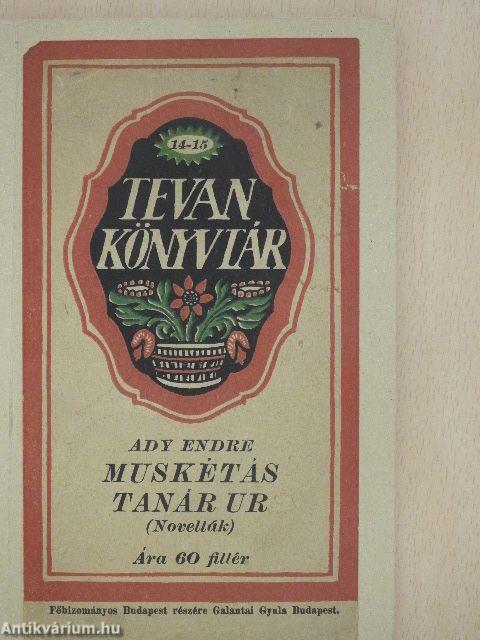 14-15
TEVAN
KÖNYVTÁR
ADY ENDRE
MUSKÉTÁS
TANÁR UR
(Novellák)
Ára 60 fillér
Főbizományos Budapest részére Galantai Gyula Budapest.
© Antikvárium.hu